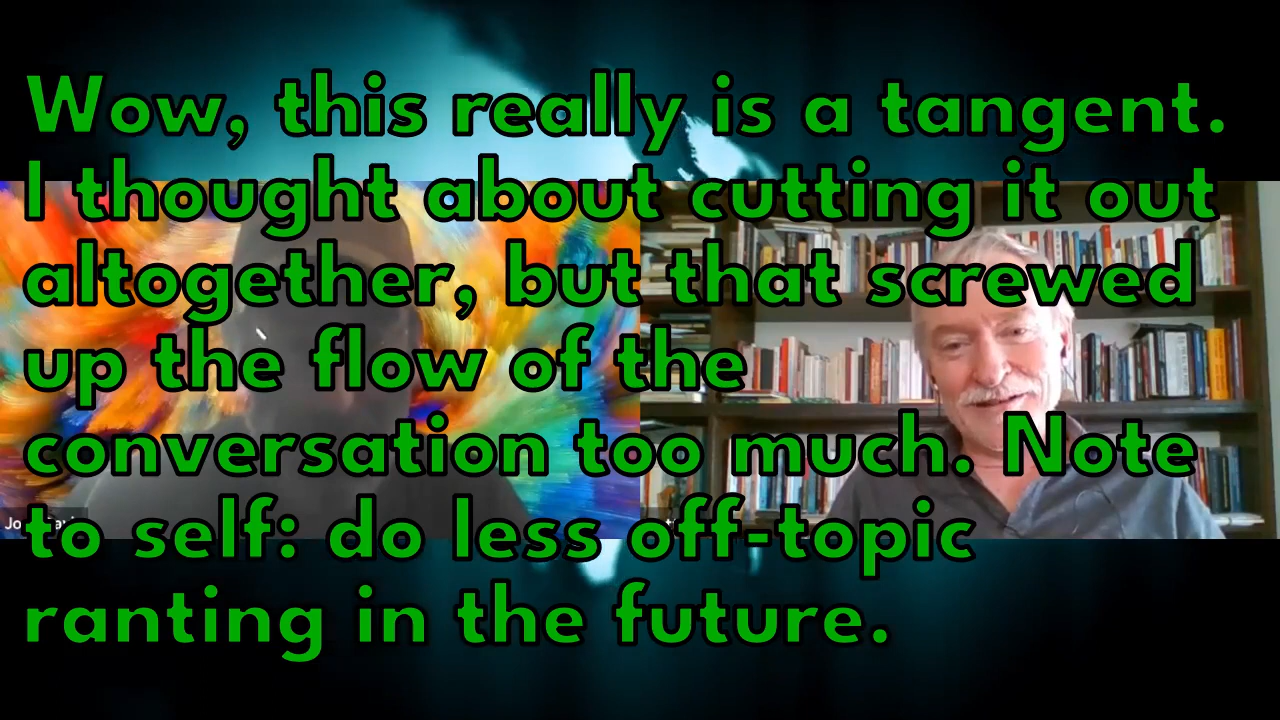 Wow, this really is a tangent.
I thought about cutting it out
altogether, but that screwed
up the flow of the
conversation too much. Note
to self: do less off-topic
ranting in the future.